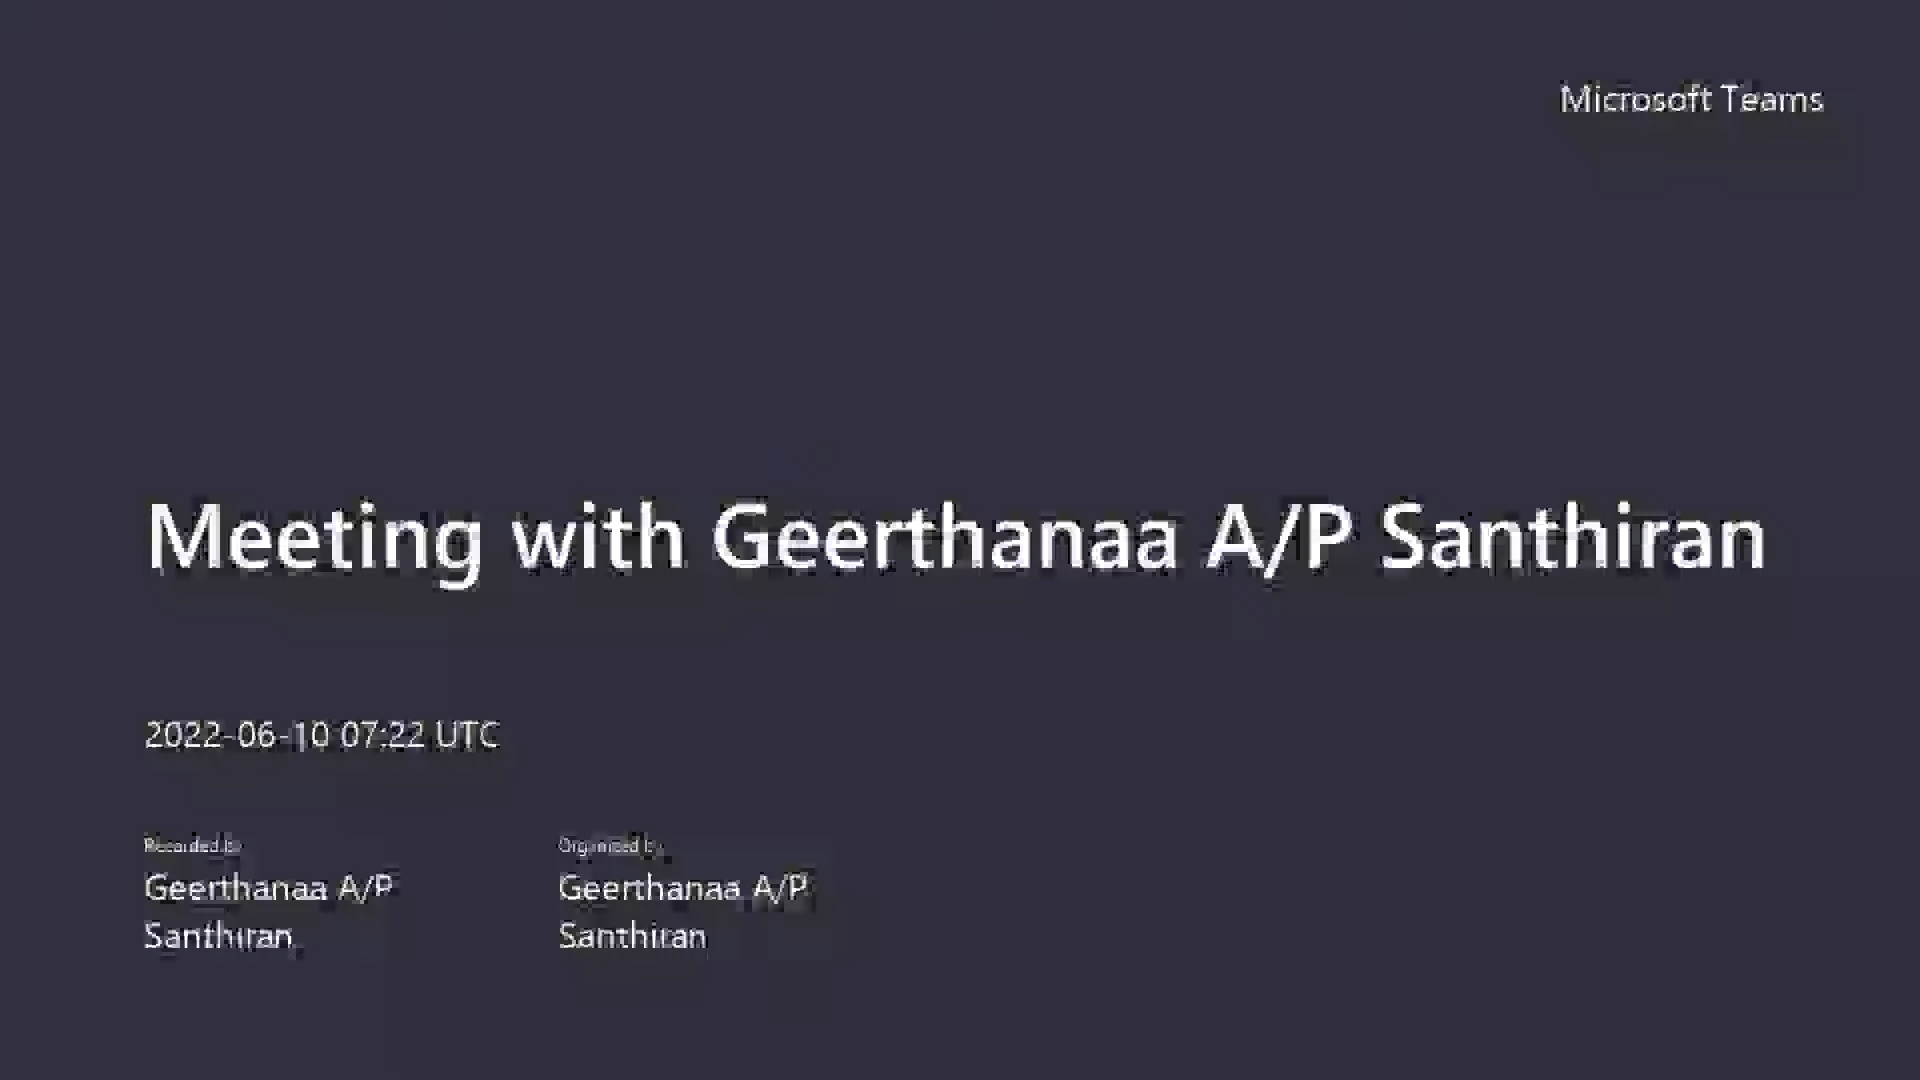 Microsoft Teams
Meeting with Geerthanaa A/P Santhiran
2022-06-10 07:22 UTC
Recorded by
Geerthanaa A/P
Santhiran
Organized by
Geerthanaa A/P
Santhiran